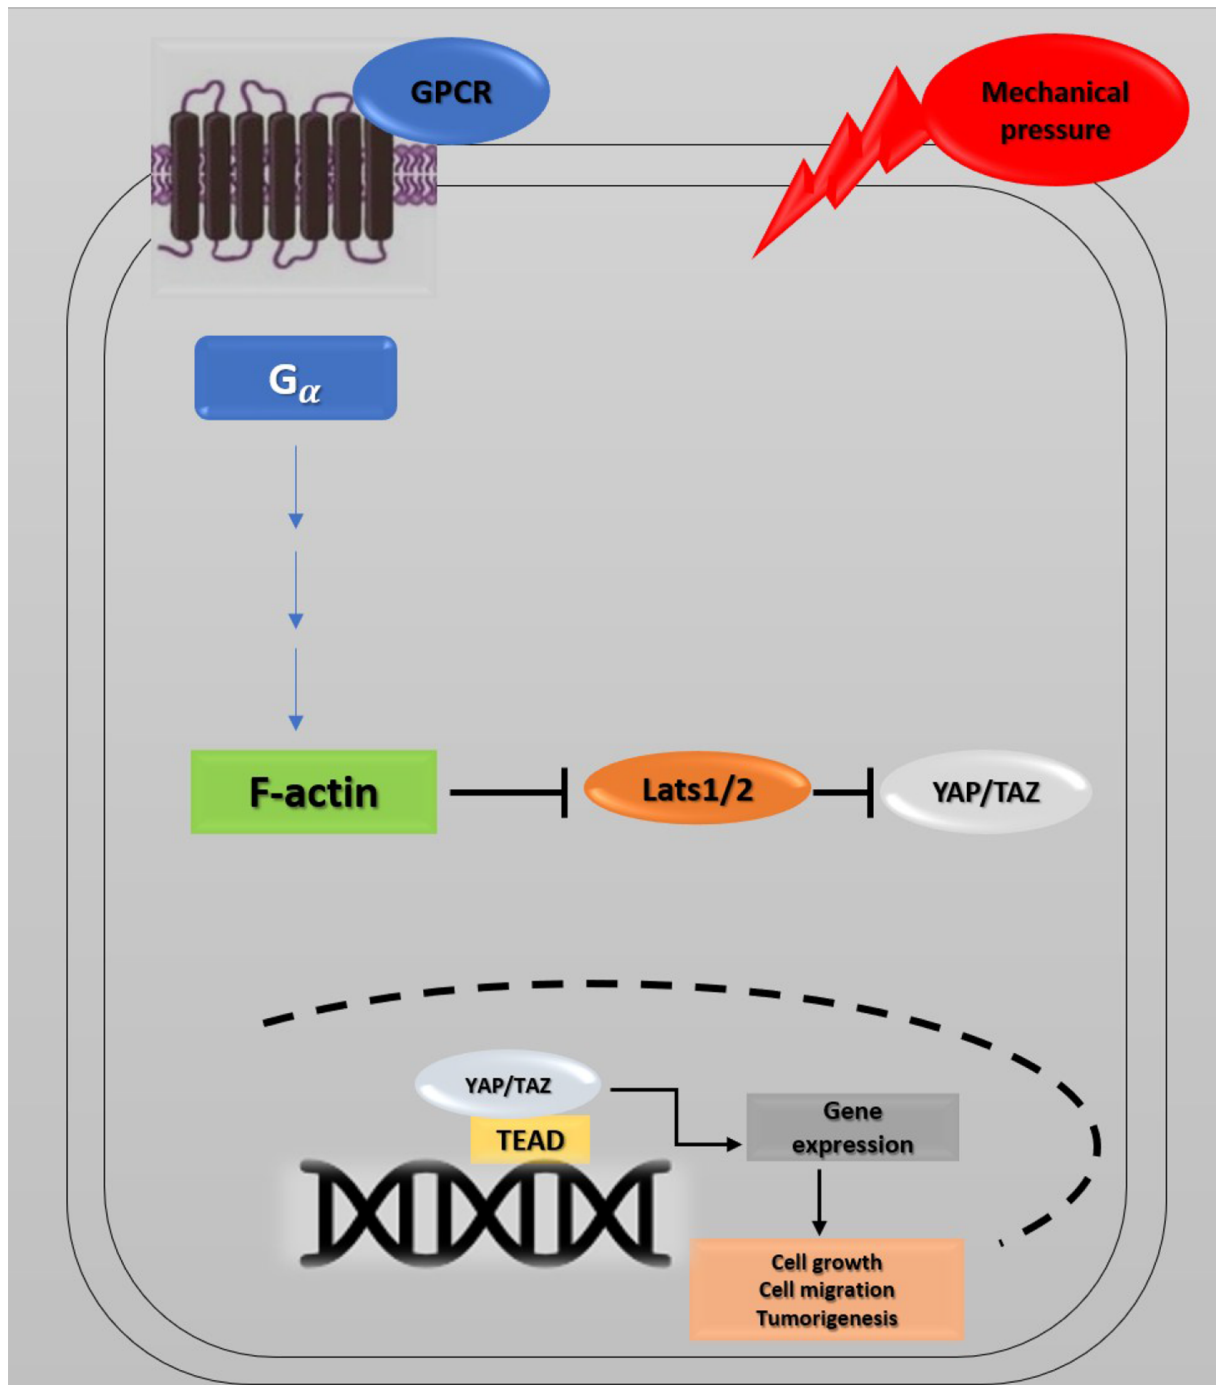 GPCR
Mechanical
pressure
Gα
F-actin
Lats1/2
YAP/TAZ
YAP/TAZ
TEAD
Gene
expression
Cell growth
Cell migration
Tumorigenesis